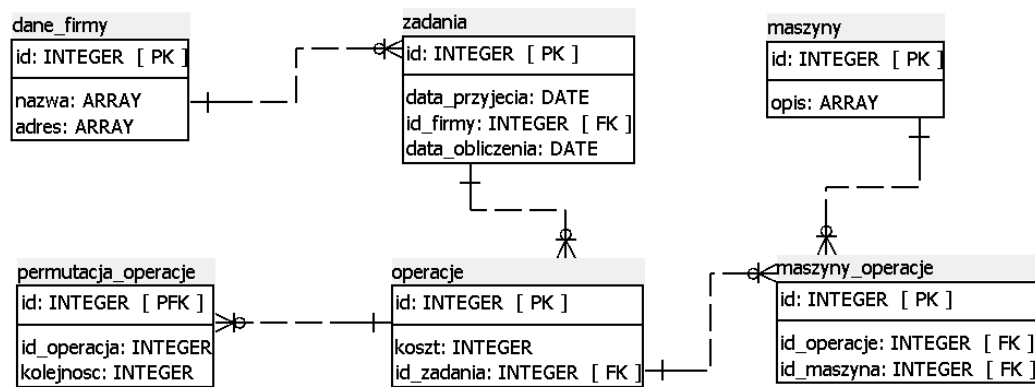 dane_firmy
id: INTEGER [ PK ]
nazwa: ARRAY
adres: ARRAY
zadania
id: INTEGER [ PK ]
data_przyjecia: DATE
id_firmy: INTEGER [ FK ]
data_obliczenia: DATE
maszyny
id: INTEGER [ PK ]
opis: ARRAY
permutacja_operacje
id: INTEGER [ PFK ]
id_operacja: INTEGER
kolejnosc: INTEGER
operacje
id: INTEGER [ PK ]
koszt: INTEGER
id_zadania: INTEGER [ FK ]
maszyny_operacje
id: INTEGER [ PK ]
id_operacje: INTEGER [ FK ]
id_maszyna: INTEGER [ FK ]